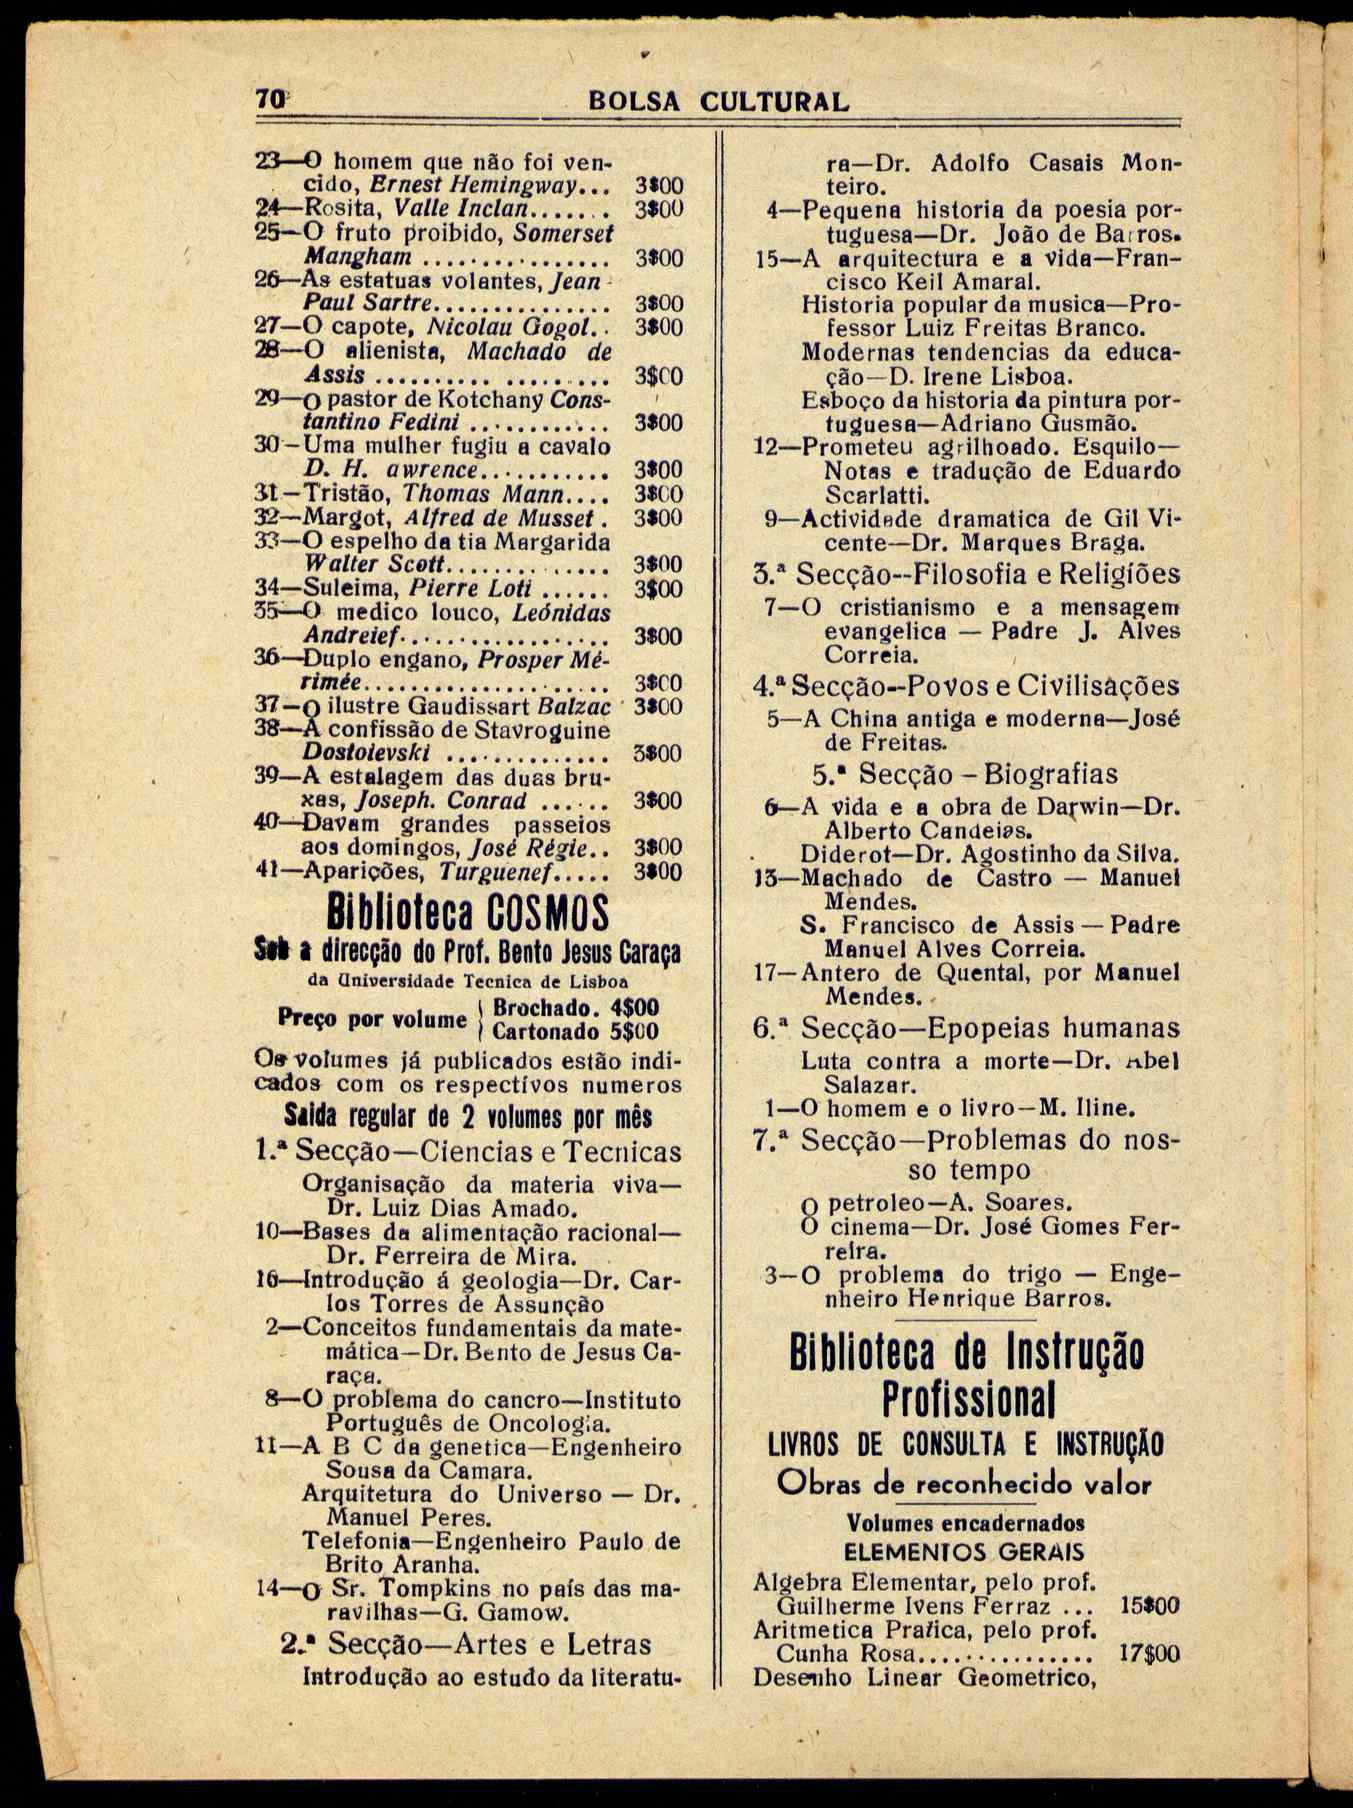 70
BOLSA CULTURAL
23—O homem que não foi ven-
cido, Ernest Hemingway... 3$00
24—Rosita, Valle Inclan....... 3$00
25—O fruto proibido, Somerset
Mangham ................ 3$00
26—As estatuas volantes, Jean-
Paul Sartre............... 3$00
27—O capote, Nicolau Gogol.. 3$00
28—O alienista, Machado de
Assis .................... 3$00
29—O pastor de Kotchany Cons-
tantino Fedini ............ 3$00
30—Uma mulher fugiu a cavalo
D. H. awrence........... 3$00
31—Tristão, Thomas Mann.... 3$00
32—Margot, Alfred de Musset. 3$00
33—O espelho da tia Margarida
Walter Scott.............. 3$00
34—Suleima, Pierre Loti ...... 3$00
35—O medico louco, Leónidas
Andreief.................. 3$00
36—Duplo engano, Prosper Mé-
rimée..................... 3$00
37—O ilustre Gaudissart Balzac 3$00
38—A confissão de Stavroguine
Dostoievski .............. 3$00
39—A estalagem das duas bru-
xas, Joseph. Conrad ...... 3$00
40—Davam grandes passeios
aos domingos, José Régie.. 3$00
41—Aparições, Turguenef..... 3$00
Biblioteca COSMOS
Sob a direcção do Prof. Bento Jesus Caraça
da Universidade Tecnica de Lisboa
Preço por volume { Brochado. 4$00
Cartonado 5$00
Os volumes já publicados estão indi-
cados com os respectivos numeros
Saida regular de 2 volumes por mês
1.ª Secção—Ciencias e Tecnicas
Organisação da materia viva—
Dr. Luiz Dias Amado.
10—Bases da alimentação racional—
Dr. Ferreira de Mira.
16—Introdução á geologia—Dr. Car-
los Torres de Assunção
2—Conceitos fundamentais da mate-
mática—Dr. Bento de Jesus Ca-
raça.
8—O problema do cancro—Instituto
Português de Oncologia.
11—A B C da genetica—Engenheiro
Sousa da Camara.
Arquitetura do Universo — Dr.
Manuel Peres.
Telefonia—Engenheiro Paulo de
Brito Aranha.
14—O Sr. Tompkins no país das ma-
ravilhas—G. Gamow.
2.ª Secção—Artes e Letras
Introdução ao estudo da literatu-
ra—Dr. Adolfo Casais Mon-
teiro.
4—Pequena historia da poesia por-
tuguesa—Dr. João de Barros.
15—A arquitectura e a vida—Fran-
cisco Keil Amaral.
Historia popular da musica—Pro-
fessor Luiz Freitas Branco.
Modernas tendencias da educa-
ção—D. Irene Lisboa.
Esboço da historia da pintura por-
tuguesa—Adriano Gusmão.
12—Prometeu agrilhoado. Esquilo—
Notas e tradução de Eduardo
Scarlatti.
9—Actividade dramatica de Gil Vi-
cente—Dr. Marques Braga.
3.ª Secção--Filosofia e Religiões
7—O cristianismo e a mensagem
evangelica — Padre J. Alves
Correia.
4.ª Secção--Povos e Civilisações
5—A China antiga e moderna—José
de Freitas.
5.ª Secção – Biografias
6—A vida e a obra de Darwin—Dr.
Alberto Candeias.
Diderot—Dr. Agostinho da Silva.
13—Machado de Castro — Manuel
Mendes.
S. Francisco de Assis — Padre
Manuel Alves Correia.
17—Antero de Quental, por Manuel
Mendes.
6.ª Secção—Epopeias humanas
Luta contra a morte—Dr. Abel
Salazar.
1—O homem e o livro—M. Iline.
7.ª Secção—Problemas do nos-
so tempo
O petroleo—A. Soares.
O cinema—Dr. José Gomes Fer-
reira.
3—O problema do trigo — Enge-
nheiro Henrique Barros.
Biblioteca de Instrução
Profissional
LIVROS DE CONSULTA E INSTRUÇÃO
Obras de reconhecido valor
Volumes encadernados
ELEMENTOS GERAIS
Algebra Elementar, pelo prof.
Guilherme Ivens Ferraz ... 15$00
Aritmetica Pratica, pelo prof.
Cunha Rosa............... 17$00
Desenho Linear Geometrico,